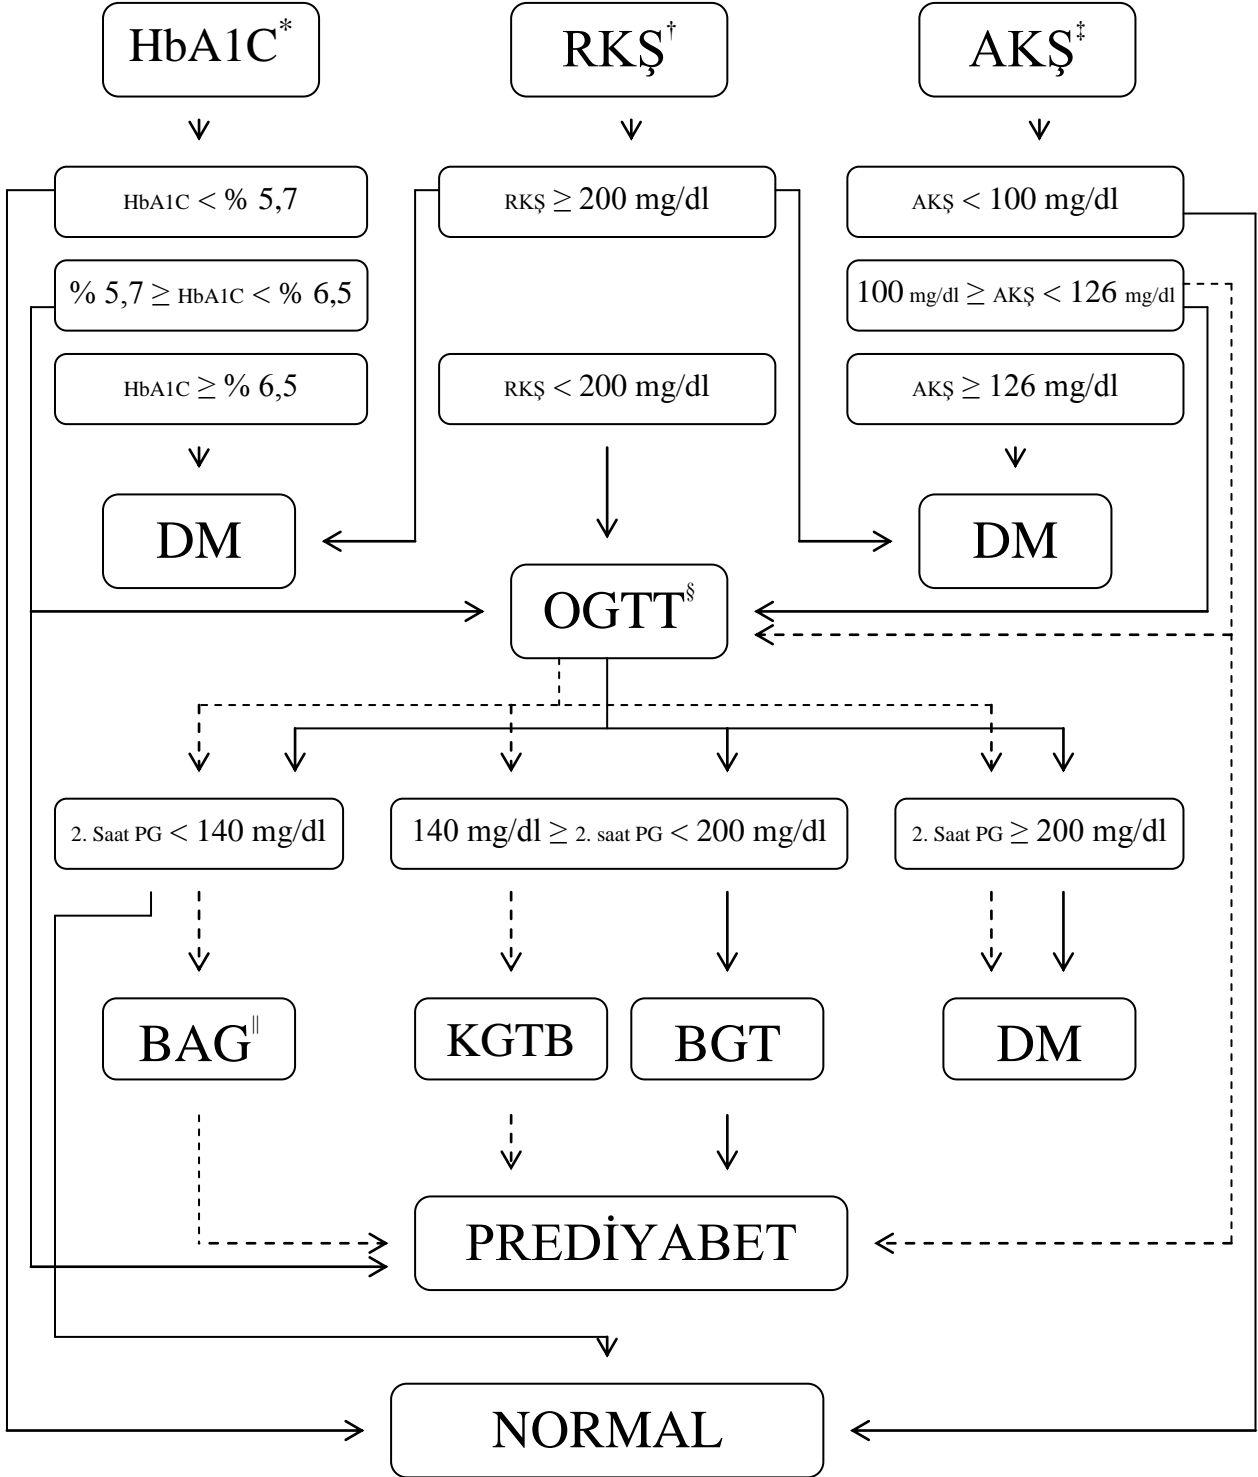 HbA1C*
RKŞ†
AKŞ‡
HbA1C < % 5,7
RKŞ ≥ 200 mg/dl
AKŞ < 100 mg/dl
% 5,7 ≥ HbA1C < % 6,5
100 mg/dl ≥ AKŞ < 126 mg/dl
HbA1C ≥ % 6,5
RKŞ < 200 mg/dl
AKŞ ≥ 126 mg/dl
DM
DM
OGTT§
2. Saat PG < 140 mg/dl
140 mg/dl ≥ 2. saat PG < 200 mg/dl
2. Saat PG ≥ 200 mg/dl
BAG||
KGTB
BGT
DM
PREDİYABET
NORMAL